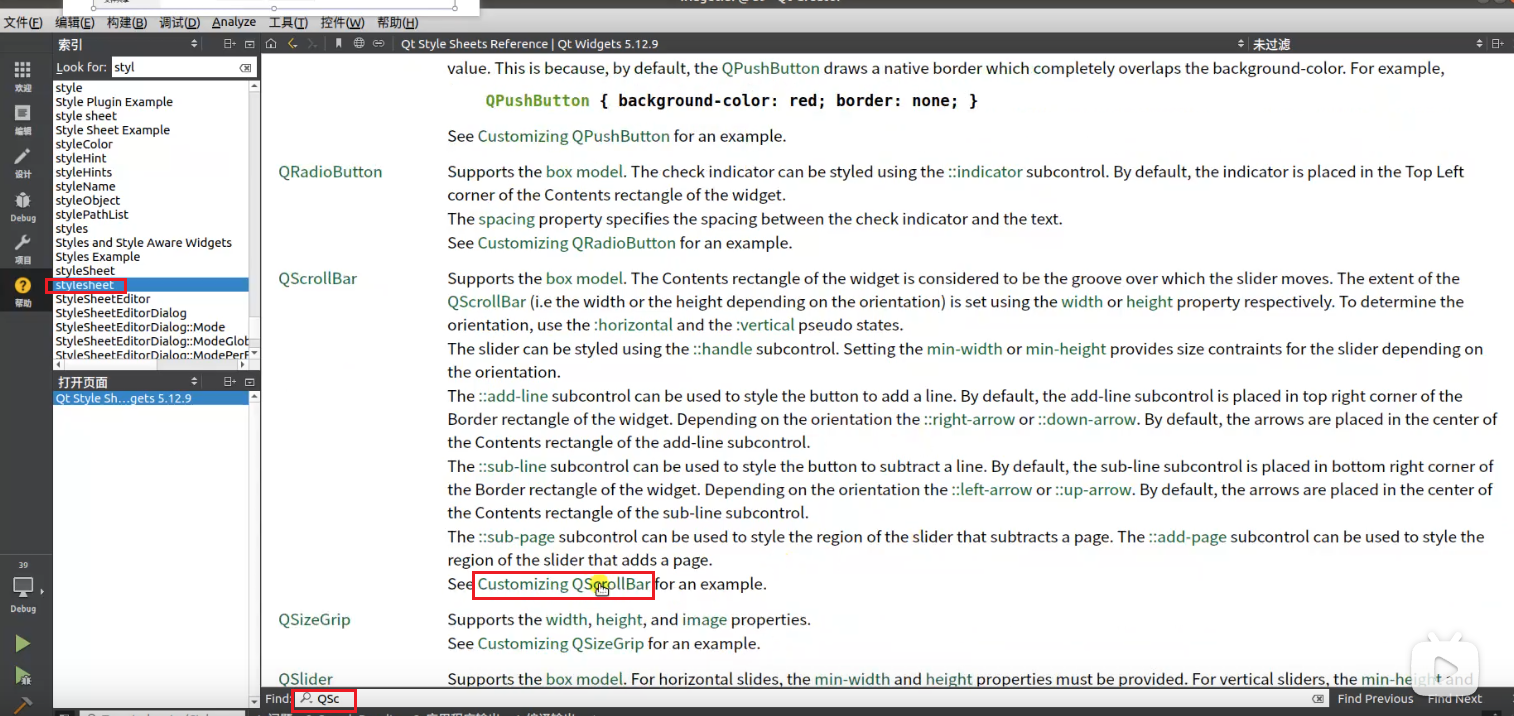 文件(F) 编辑(E) 构建(B) 调试(D) Analyze 工具(T) 控件(W) 帮助(H)
索引
Qt Style Sheets Reference | Qt Widgets 5.12.9
未过滤
Look for: styl
style
Style Plugin Example
style sheet
Style Sheet Example
styleColor
styleHint
styleHints
styleName
styleObject
stylePathList
styles
Styles and Style Aware Widgets
Styles Example
styleSheet
stylesheet
StyleSheetEditor
StyleSheetEditorDialog
StyleSheetEditorDialog::Mode
StyleSheetEditorDialog::ModeGlob
StyleSheetEditorDialog::ModePerF
打开页面
Qt Style Sh...gets 5.12.9
欢迎
编辑
设计
Debug
项目
帮助
39
Debug
value. This is because, by default, the QPushButton draws a native border which completely overlaps the background-color. For example,
QPushButton { background-color: red; border: none; }
See Customizing QPushButton for an example.
QRadioButton
Supports the box model. The check indicator can be styled using the ::indicator subcontrol. By default, the indicator is placed in the Top Left
corner of the Contents rectangle of the widget.
The spacing property specifies the spacing between the check indicator and the text.
See Customizing QRadioButton for an example.
QScrollBar
Supports the box model. The Contents rectangle of the widget is considered to be the groove over which the slider moves. The extent of the
QScrollBar (i.e the width or the height depending on the orientation) is set using the width or height property respectively. To determine the
orientation, use the :horizontal and the :vertical pseudo states.
The slider can be styled using the ::handle subcontrol. Setting the min-width or min-height provides size contraints for the slider depending on
the orientation.
The ::add-line subcontrol can be used to style the button to add a line. By default, the add-line subcontrol is placed in top right corner of the
Border rectangle of the widget. Depending on the orientation the ::right-arrow or ::down-arrow. By default, the arrows are placed in the center of
the Contents rectangle of the add-line subcontrol.
The ::sub-line subcontrol can be used to style the button to subtract a line. By default, the sub-line subcontrol is placed in bottom right corner of
the Border rectangle of the widget. Depending on the orientation the ::left-arrow or ::up-arrow. By default, the arrows are placed in the center of
the Contents rectangle of the sub-line subcontrol.
The ::sub-page subcontrol can be used to style the region of the slider that subtracts a page. The ::add-page subcontrol can be used to style the
region of the slider that adds a page.
See Customizing QScrollBar for an example.
QSizeGrip
Supports the width, height, and image properties.
See Customizing QSizeGrip for an example.
QSlider
Supports the box model. For horizontal slides, the min-width and height properties must be provided. For vertical sliders, the min-height and
Find: QSc
Find Previous Find Next